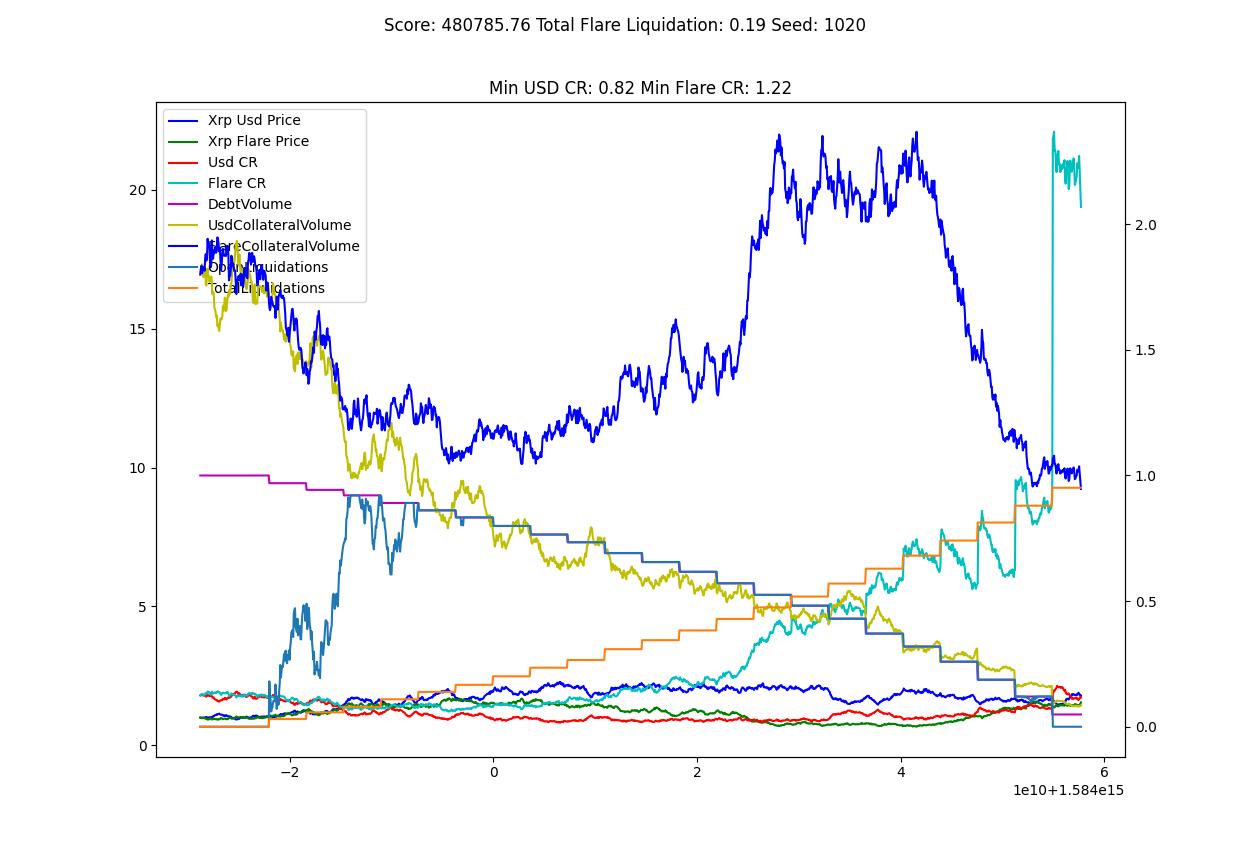 Score: 480785.76 Total Flare Liquidation: 0.19 Seed: 1020
Min USD CR: 0.82 Min Flare CR: 1.22
Xrp Usd Price
Xrp Flare Price
Usd CR
Flare CR
DebtVolume
UsdCollateralVolume
FlareCollateralVolume
OpenLiquidations
TotalLiquidations
20
15
10
5
0
2.0
1.5
1.0
0.5
0.0
−2
0
2
4
6
1e10+1.584e15